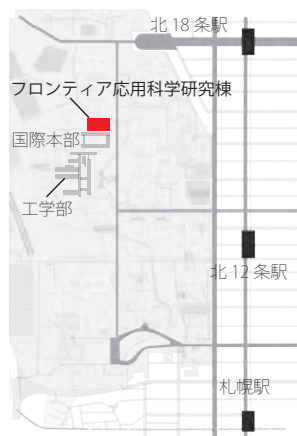 北 18 条駅
フロンティア応用科学研究棟
国際本部
工学部
北 12 条駅
札幌駅